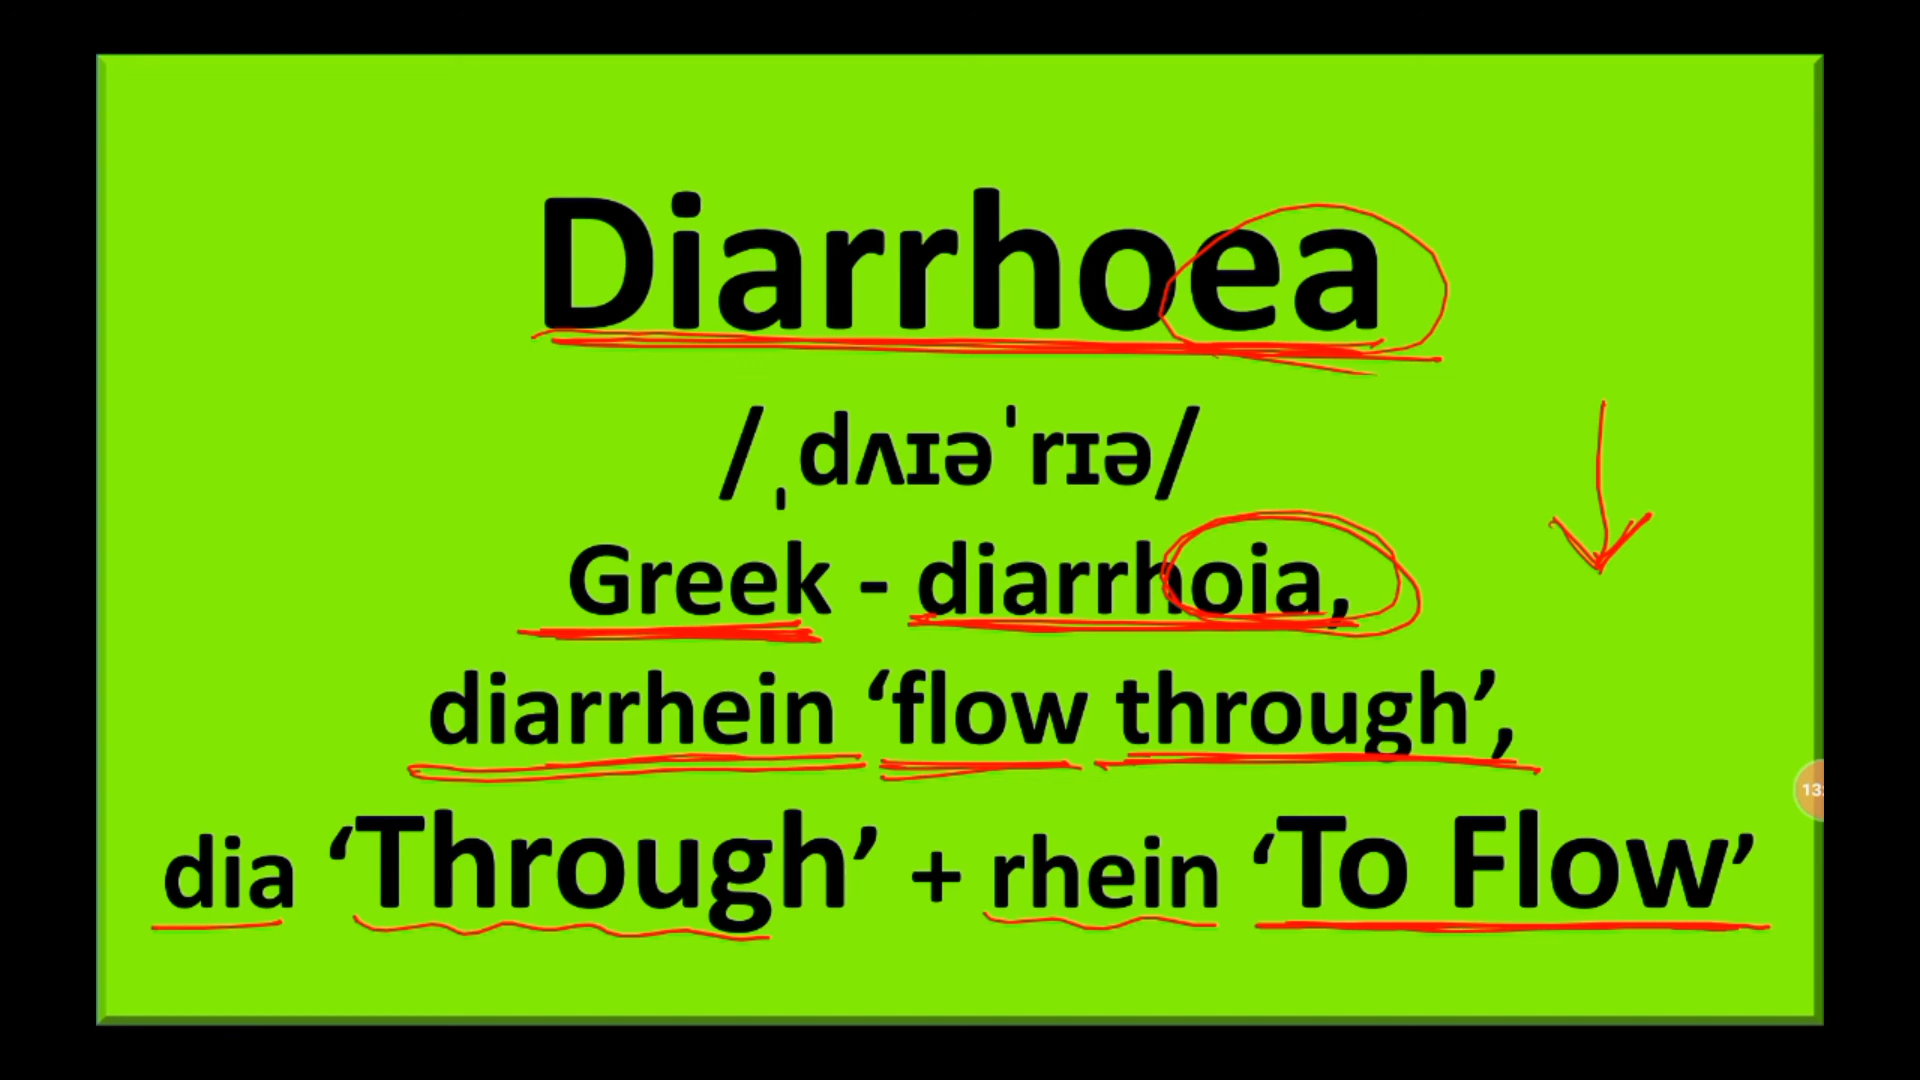 Diarrhoea
/ˌdʌɪəˈrɪə/
Greek - diarrhoia,
diarrhein ‘flow through’,
dia ‘Through’ + rhein ‘To Flow’